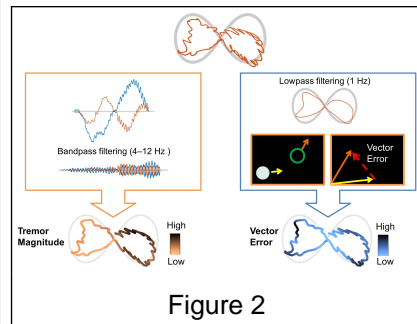 Lowpass filtering (1 Hz)
Bandpass filtering (4–12 Hz )
Vector
Error
Tremor
Magnitude
High
Low
Vector
Error
High
Low
Figure 2